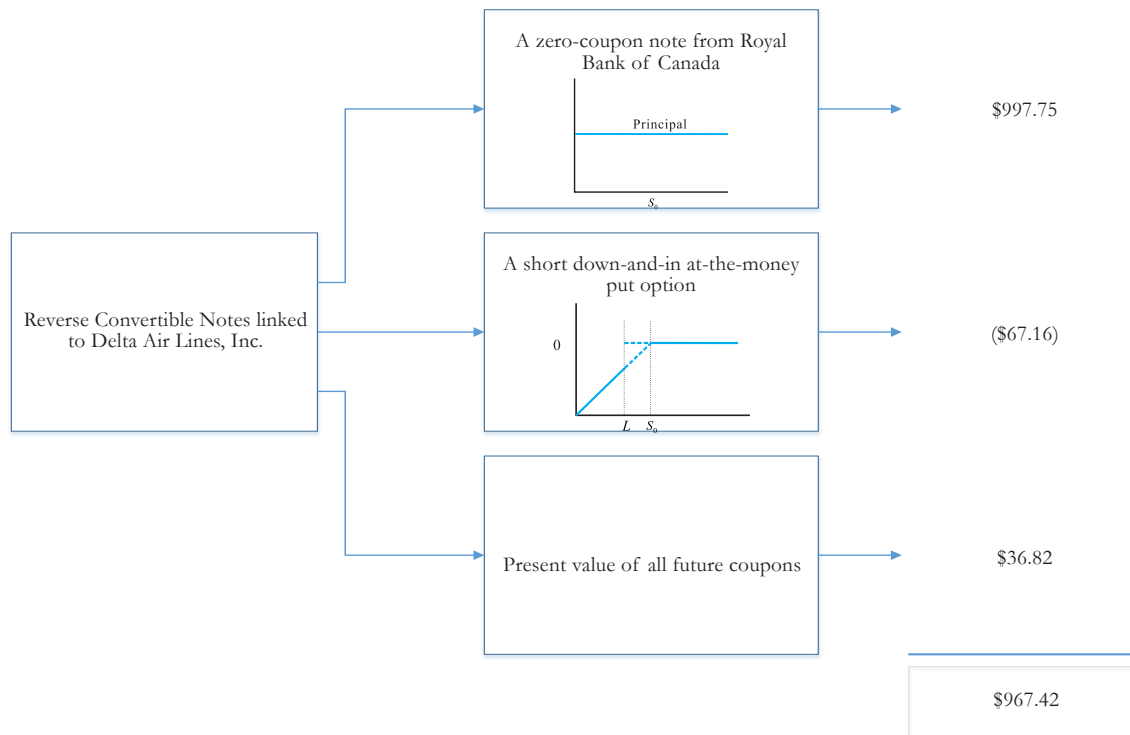 A zero-coupon note from Royal
Bank of Canada
Principal
S₀
$997.75
Reverse Convertible Notes linked
to Delta Air Lines, Inc.
A short down-and-in at-the-money
put option
0
L S₀
($67.16)
Present value of all future coupons
$36.82
$967.42